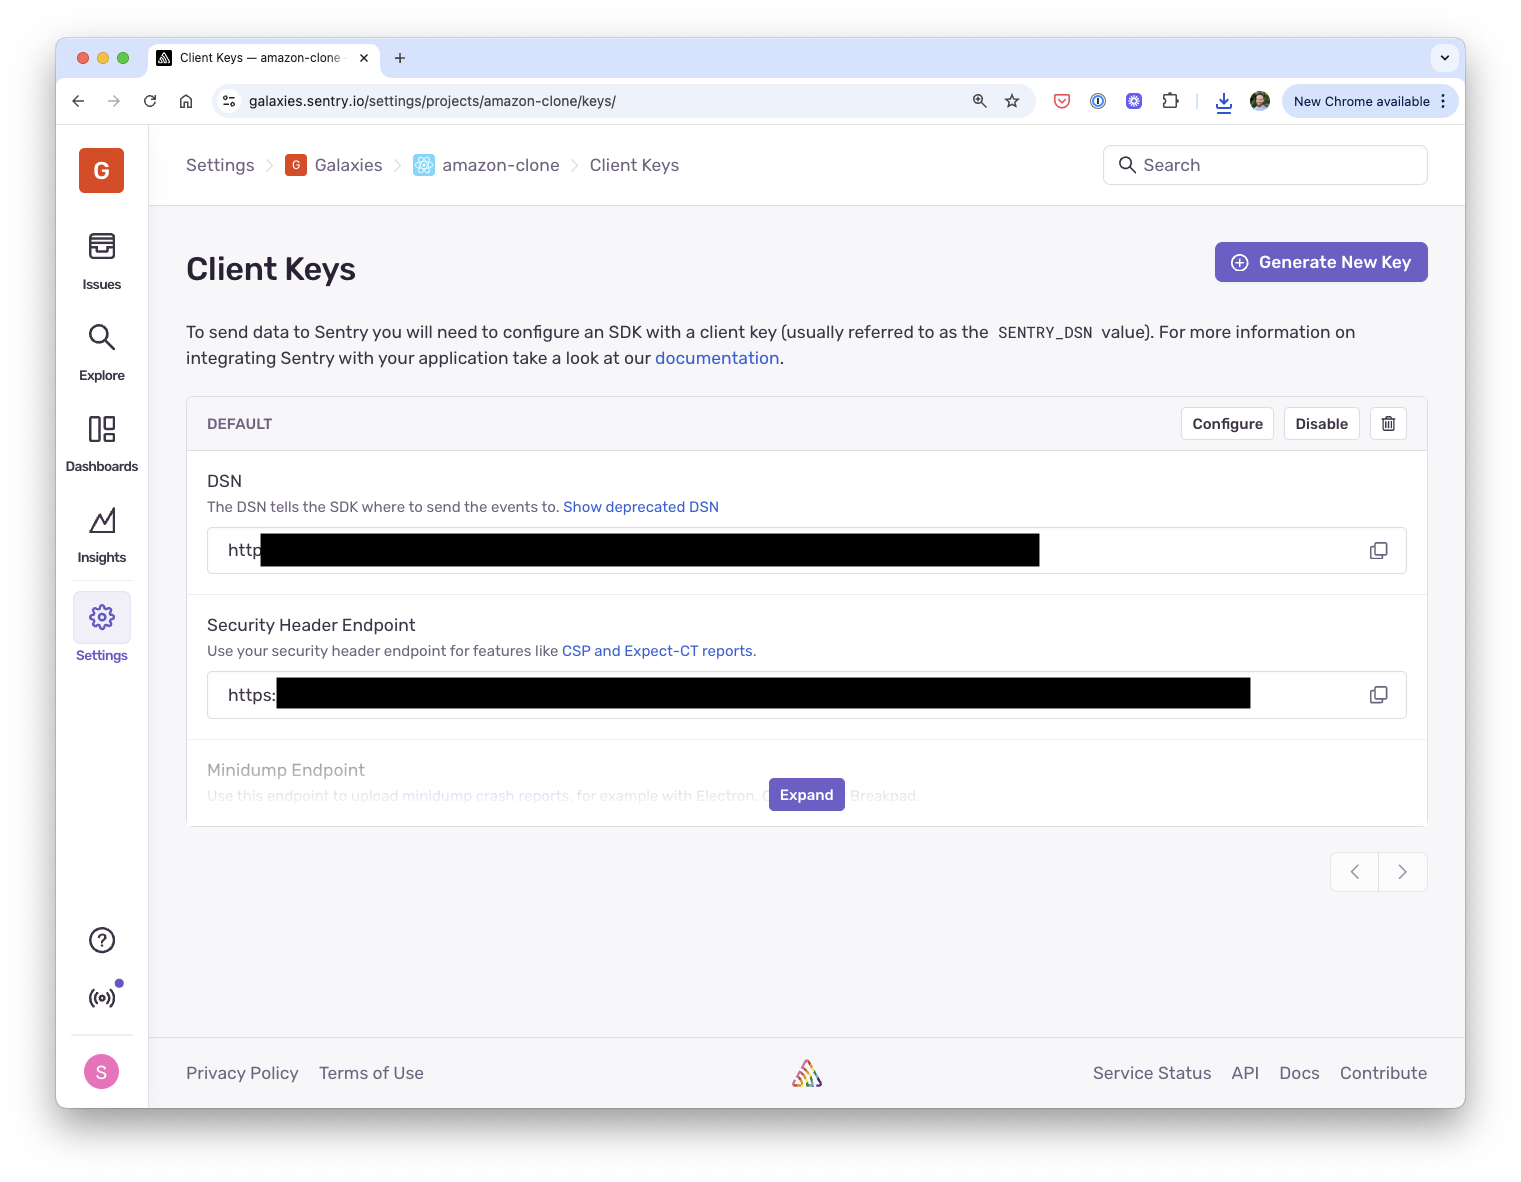 Client Keys — amazon-clone
galaxies.sentry.io/settings/projects/amazon-clone/keys/
New Chrome available
G
Settings
G
Galaxies
amazon-clone
Client Keys
Search
Issues
Explore
Dashboards
Insights
Settings
S
Client Keys
Generate New Key
To send data to Sentry you will need to configure an SDK with a client key (usually referred to as the SENTRY_DSN value). For more information on
integrating Sentry with your application take a look at our documentation.
DEFAULT
Configure
Disable
DSN
The DSN tells the SDK where to send the events to. Show deprecated DSN
http
Security Header Endpoint
Use your security header endpoint for features like CSP and Expect-CT reports.
https:
Minidump Endpoint
Use this endpoint to upload minidump crash reports, for example with Electron, Breakpad.
Expand
Privacy Policy
Terms of Use
Service Status
API
Docs
Contribute